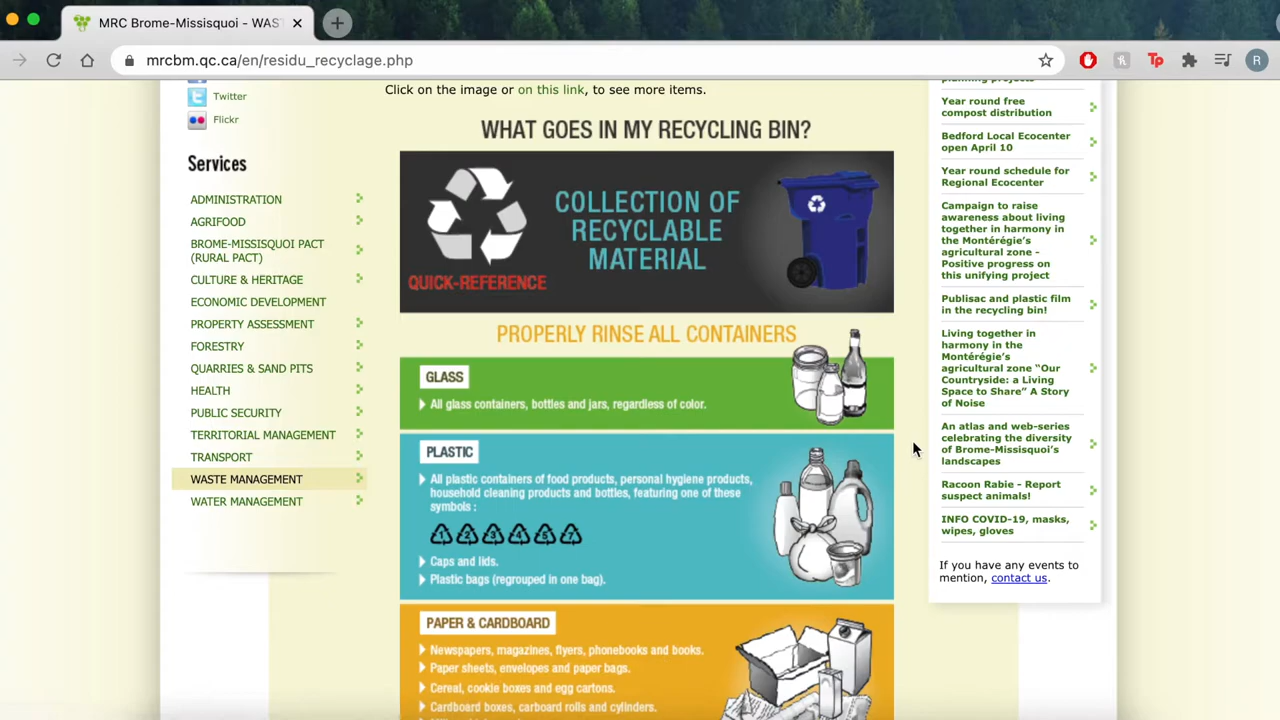 MRC Brome-Missisquoi - WAS
mrcbm.qc.ca/en/residu_recyclage.php
R
Twitter
Flickr
Services
ADMINISTRATION
AGRIFOOD
BROME-MISSISQUOI PACT
(RURAL PACT)
CULTURE & HERITAGE
ECONOMIC DEVELOPMENT
PROPERTY ASSESSMENT
FORESTRY
QUARRIES & SAND PITS
HEALTH
PUBLIC SECURITY
TERRITORIAL MANAGEMENT
TRANSPORT
WASTE MANAGEMENT
WATER MANAGEMENT
Click on the image or on this link, to see more items.
WHAT GOES IN MY RECYCLING BIN?
QUICK-REFERENCE
COLLECTION OF
RECYCLABLE
MATERIAL
PROPERLY RINSE ALL CONTAINERS
GLASS
All glass containers, bottles and jars, regardless of color.
PLASTIC
All plastic containers of food products, personal hygiene products,
household cleaning products and bottles, featuring one of these
symbols :
1 2 3 4 5 7
Caps and lids.
Plastic bags (regrouped in one bag).
PAPER & CARDBOARD
Newspapers, magazines, flyers, phonebooks and books.
Paper sheets, envelopes and paper bags.
Cereal, cookie boxes and egg cartons.
Cardboard boxes, carboard rolls and cylinders.
planning projects
Year round free
compost distribution
Bedford Local Ecocenter
open April 10
Year round schedule for
Regional Ecocenter
Campaign to raise
awareness about living
together in harmony in
the Montérégie's
agricultural zone -
Positive progress on
this unifying project
Publisac and plastic film
in the recycling bin!
Living together in
harmony in the
Montérégie's
agricultural zone "Our
Countryside: a Living
Space to Share" A Story
of Noise
An atlas and web-series
celebrating the diversity
of Brome-Missisquoi's
landscapes
Racoon Rabie - Report
suspect animals!
INFO COVID-19, masks,
wipes, gloves
If you have any events to
mention, contact us.